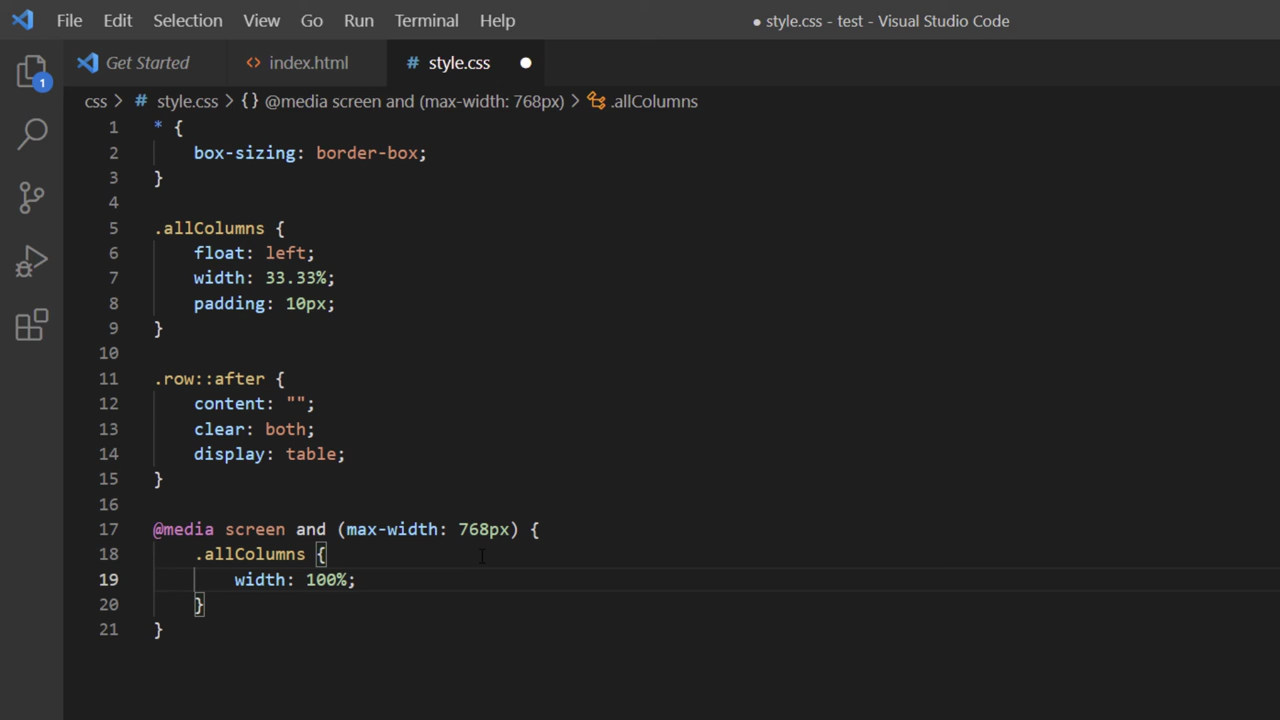 File Edit Selection View Go Run Terminal Help ● style.css - test - Visual Studio Code
Get Started <> index.html # style.css ●
1
css > # style.css > {} @media screen and (max-width: 768px) > .allColumns
1 * {
2 box-sizing: border-box;
3 }
4
5 .allColumns {
6 float: left;
7 width: 33.33%;
8 padding: 10px;
9 }
10
11 .row::after {
12 content: "";
13 clear: both;
14 display: table;
15 }
16
17 @media screen and (max-width: 768px) {
18 .allColumns {
19 width: 100%;
20 }
21 }